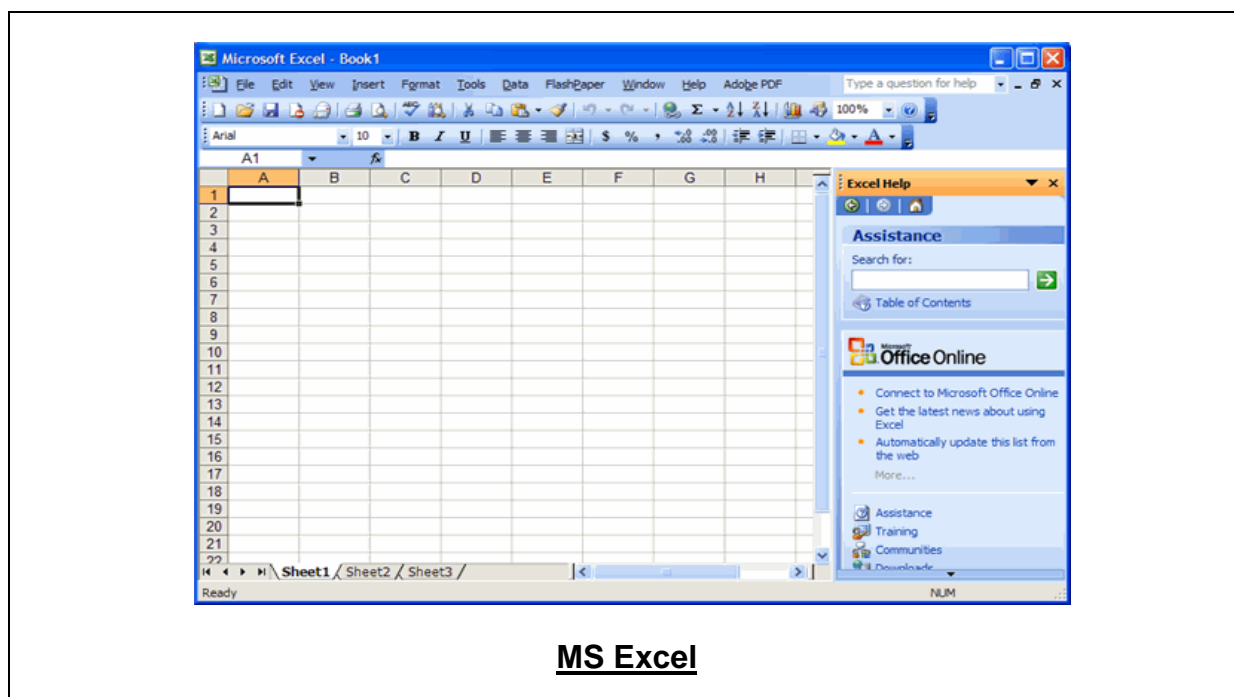 Microsoft Excel - Book1
File Edit View Insert Format Tools Data FlashPaper Window Help Adobe PDF Type a question for help
100%
Arial 10 B I U $ % ,
A1 fx
A B C D E F G H
Excel Help
1
2
3
4
5
6
7
8
9
10
11
12
13
14
15
16
17
18
19
20
21
22
Assistance
Search for:
Table of Contents
Microsoft
Office Online
Connect to Microsoft Office Online
Get the latest news about using
Excel
Automatically update this list from
the web
More...
Assistance
Training
Communities
Downloads
Sheet1 Sheet2 Sheet3
Ready NUM
MS Excel